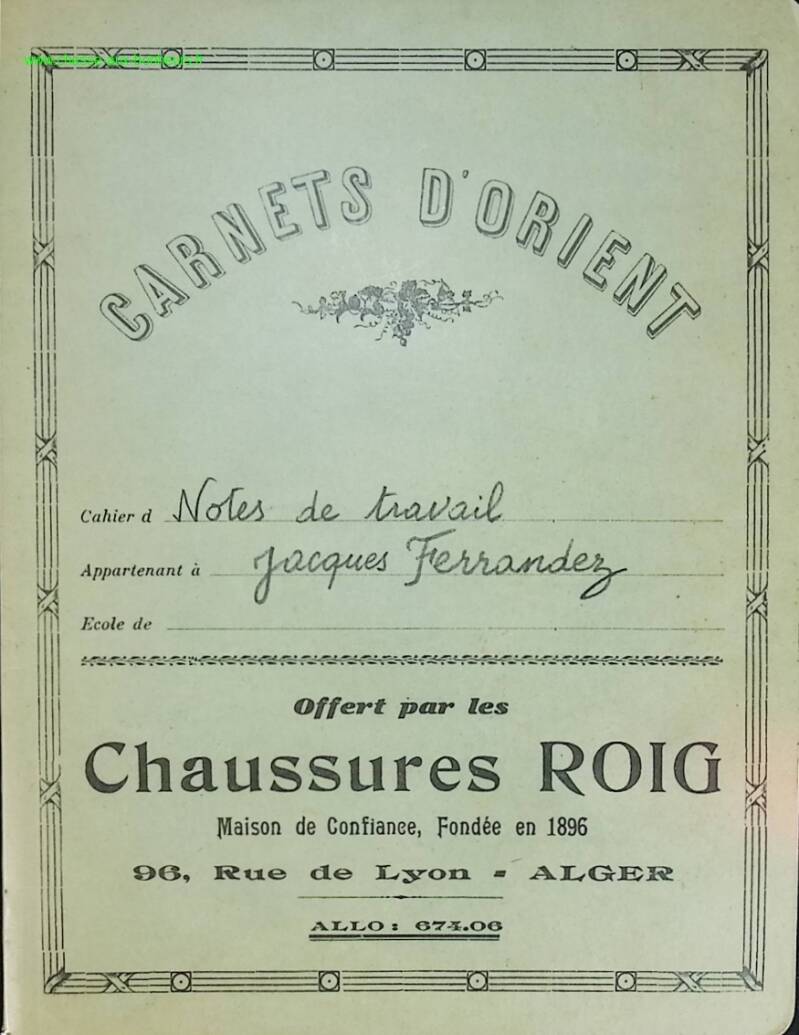 CARNETS D'ORIENT
Cahier d Notes de travail
Appartenant à Jacques Ferrandez
Ecole de
Offert par les
Chaussures ROIG
Maison de Confiance, Fondée en 1896
96, Rue de Lyon - ALGER
ALLO : 674.06